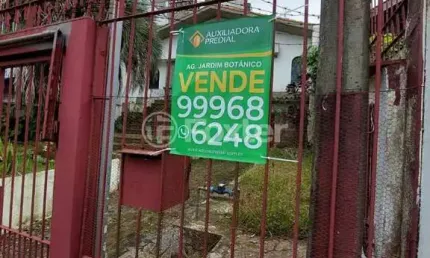 AUXILIADORA
PREDIAL
AG. JARDIM BOTÂNICO
VENDE
99968
6248